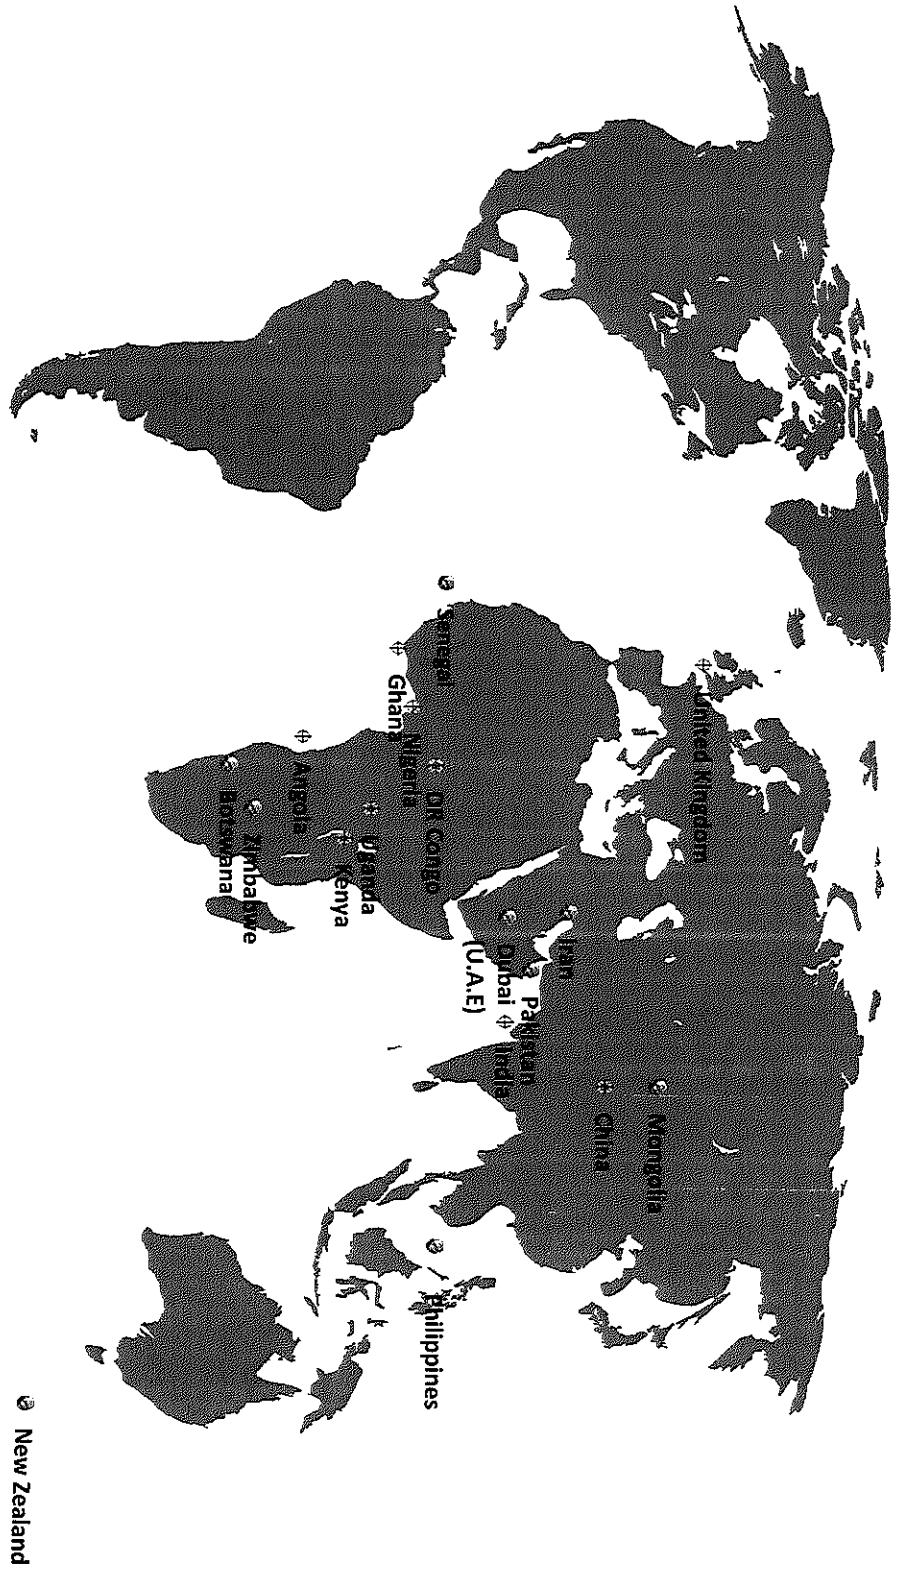 United Kingdom
Mongolia
China
Iran
Pakistan
Dubai
(U.A.E)
India
Senegal
Ghana
Nigeria
DR Congo
Uganda
Kenya
Angola
Zimbabwe
Botswana
Philippines
New Zealand